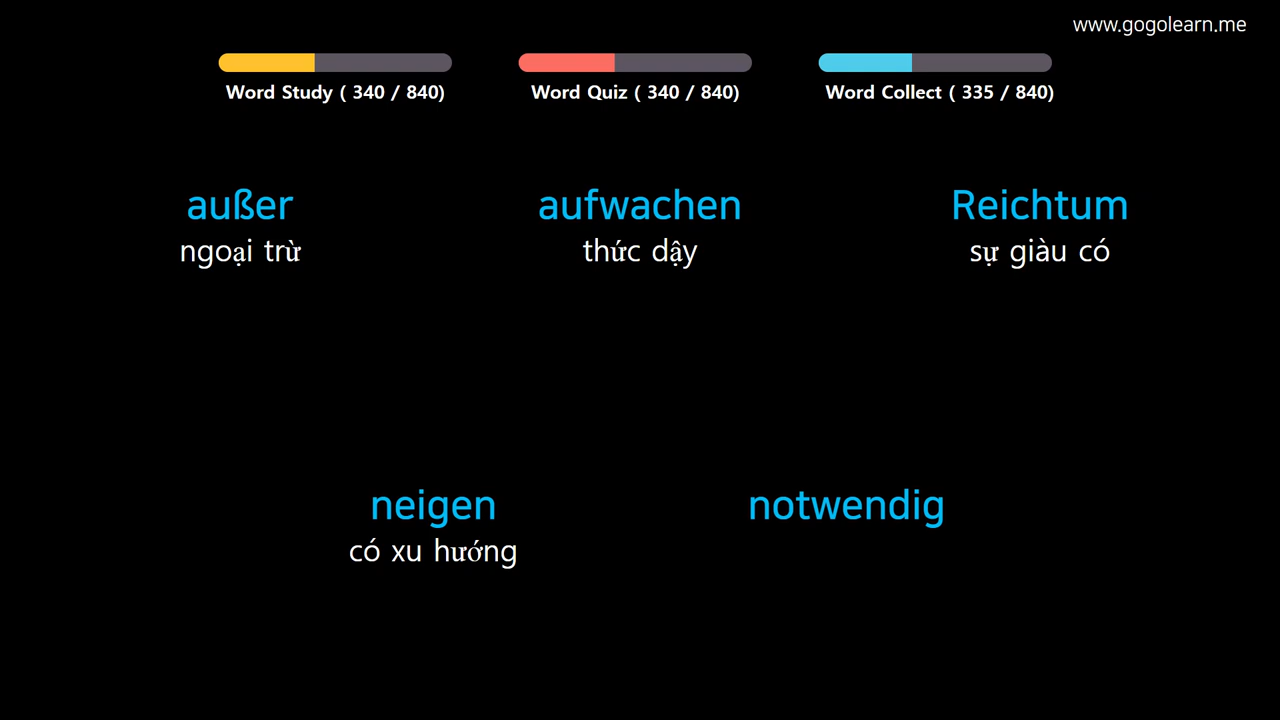 www.gogolearn.me
Word Study ( 340 / 840)
Word Quiz ( 340 / 840)
Word Collect ( 335 / 840)
außer
ngoại trừ
aufwachen
thức dậy
Reichtum
sự giàu có
neigen
có xu hướng
notwendig